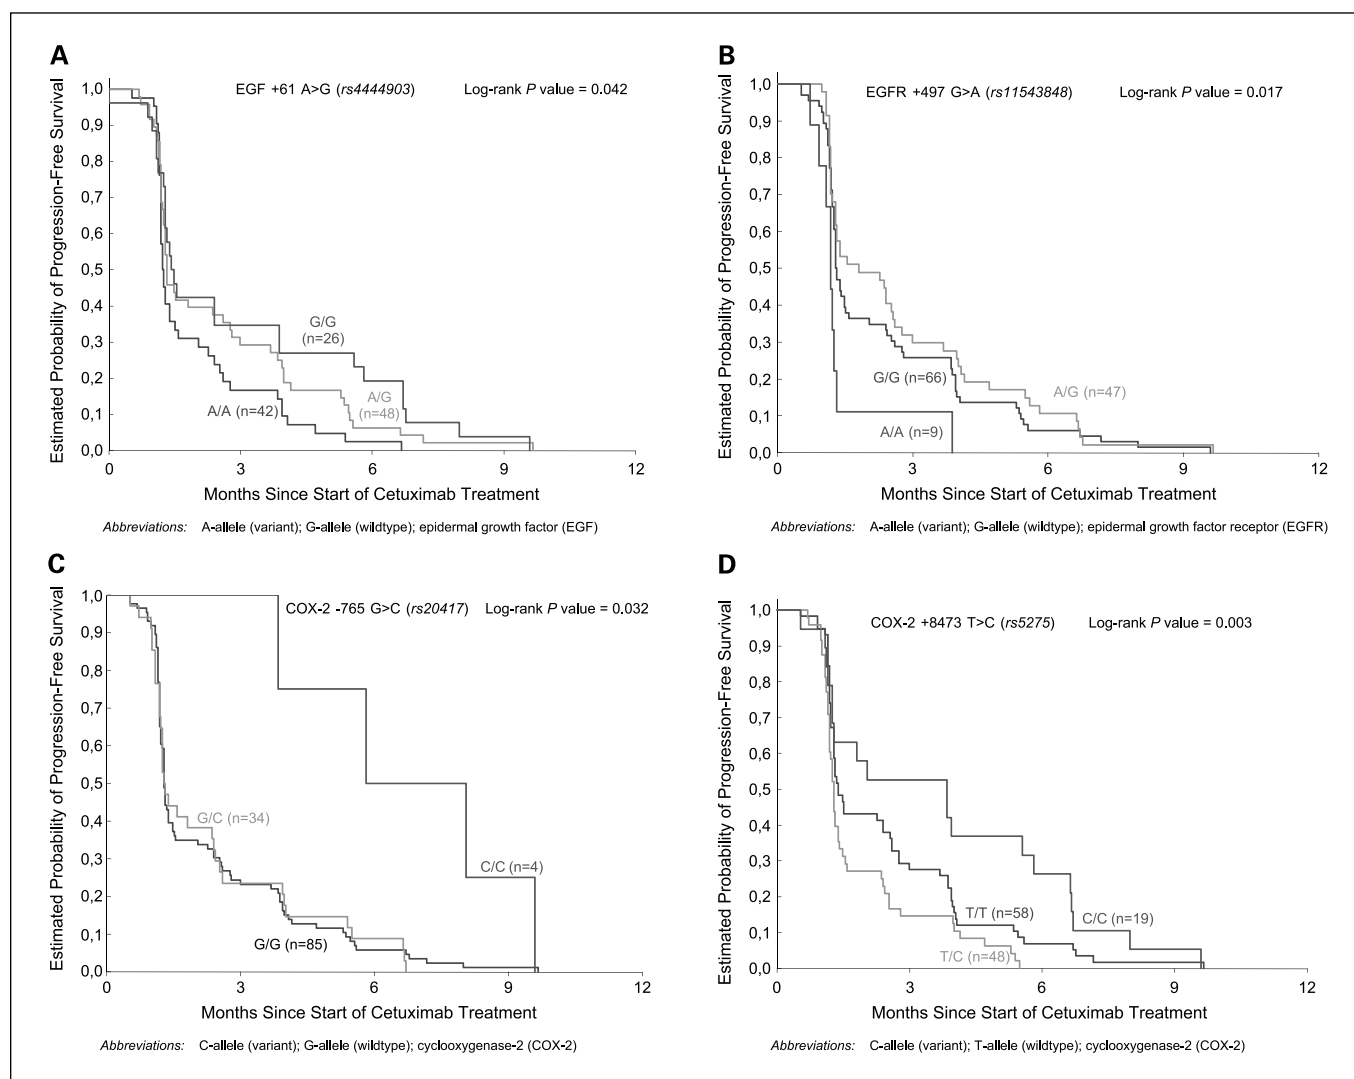 A
EGF +61 A>G (rs4444903) Log-rank P value = 0.042
Estimated Probability of Progression-Free Survival
1,0
0,9
0,8
0,7
0,6
0,5
0,4
0,3
0,2
0,1
0,0
G/G
(n=26)
A/G
(n=48)
A/A (n=42)
0 3 6 9 12
Months Since Start of Cetuximab Treatment
Abbreviations: A-allele (variant); G-allele (wildtype); epidermal growth factor (EGF)
B
EGFR +497 G>A (rs11543848) Log-rank P value = 0.017
Estimated Probability of Progression-Free Survival
1,0
0,9
0,8
0,7
0,6
0,5
0,4
0,3
0,2
0,1
0,0
G/G (n=66)
A/G (n=47)
A/A (n=9)
0 3 6 9 12
Months Since Start of Cetuximab Treatment
Abbreviations: A-allele (variant); G-allele (wildtype); epidermal growth factor receptor (EGFR)
C
COX-2 -765 G>C (rs20417) Log-rank P value = 0.032
Estimated Probability of Progression-Free Survival
1,0
0,9
0,8
0,7
0,6
0,5
0,4
0,3
0,2
0,1
0,0
G/C (n=34)
C/C (n=4)
G/G (n=85)
0 3 6 9 12
Months Since Start of Cetuximab Treatment
Abbreviations: C-allele (variant); G-allele (wildtype); cyclooxygenase-2 (COX-2)
D
COX-2 +8473 T>C (rs5275) Log-rank P value = 0.003
Estimated Probability of Progression-Free Survival
1,0
0,9
0,8
0,7
0,6
0,5
0,4
0,3
0,2
0,1
0,0
T/T (n=58)
C/C (n=19)
T/C (n=48)
0 3 6 9 12
Months Since Start of Cetuximab Treatment
Abbreviations: C-allele (variant); T-allele (wildtype); cyclooxygenase-2 (COX-2)